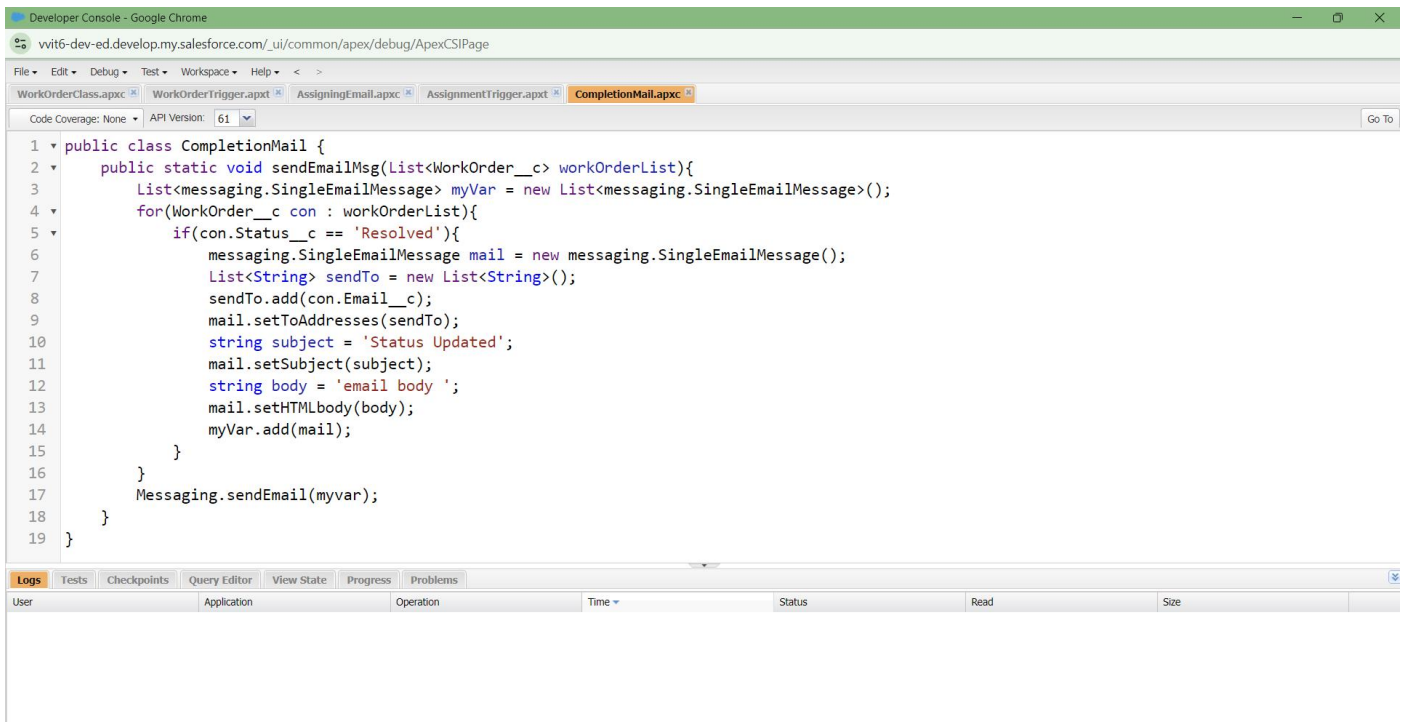 Developer Console - Google Chrome
vvit6-dev-ed.develop.my.salesforce.com/_ui/common/apex/debug/ApexCSIPage
File Edit Debug Test Workspace Help < >
WorkOrderClass.apxc WorkOrderTrigger.apxt AssigningEmail.apxc AssignmentTrigger.apxt CompletionMail.apxc
Code Coverage: None API Version: 61 Go To
1 public class CompletionMail {
2 public static void sendEmailMsg(List<WorkOrder__c> workOrderList){
3 List<messaging.SingleEmailMessage> myVar = new List<messaging.SingleEmailMessage>();
4 for(WorkOrder__c con : workOrderList){
5 if(con.Status__c == 'Resolved'){
6 messaging.SingleEmailMessage mail = new messaging.SingleEmailMessage();
7 List<String> sendTo = new List<String>();
8 sendTo.add(con.Email__c);
9 mail.setToAddresses(sendTo);
10 string subject = 'Status Updated';
11 mail.setSubject(subject);
12 string body = 'email body ';
13 mail.setHTMLbody(body);
14 myVar.add(mail);
15 }
16 }
17 Messaging.sendEmail(myvar);
18 }
19 }
Logs Tests Checkpoints Query Editor View State Progress Problems
User Application Operation Time Status Read Size